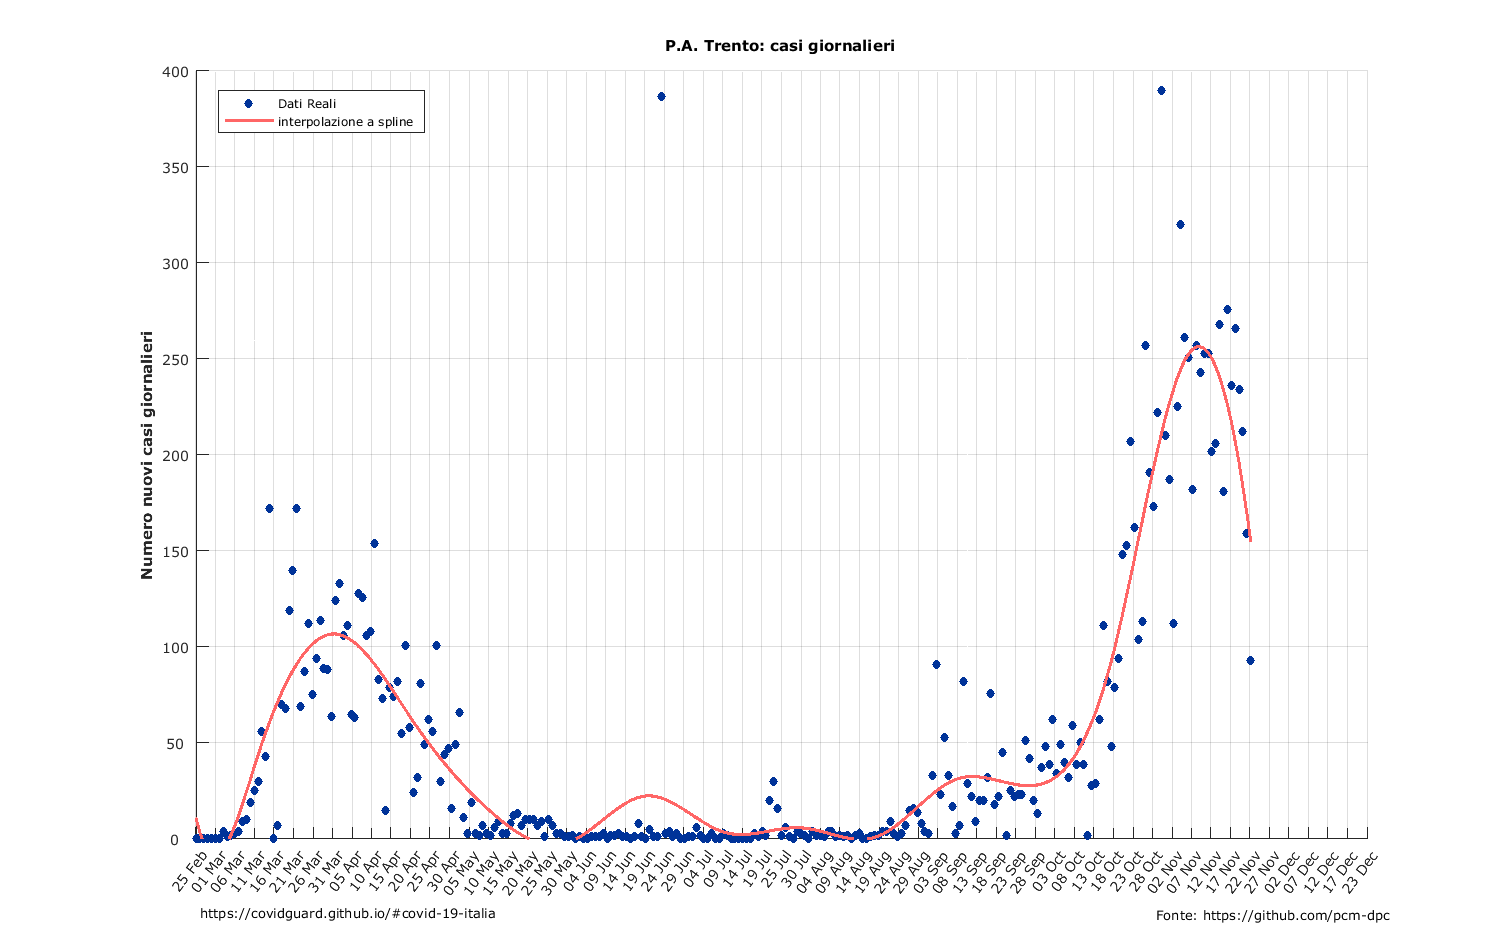 P.A. Trento: casi giornalieri
Dati Reali
interpolazione a spline
Numero nuovi casi giornalieri
400
350
300
250
200
150
100
50
0
25 Feb
01 Mar
06 Mar
11 Mar
16 Mar
21 Mar
26 Mar
31 Mar
05 Apr
10 Apr
15 Apr
20 Apr
25 Apr
30 Apr
05 May
10 May
15 May
20 May
25 May
30 May
04 Jun
09 Jun
14 Jun
19 Jun
24 Jun
29 Jun
04 Jul
09 Jul
14 Jul
19 Jul
25 Jul
30 Jul
04 Aug
09 Aug
14 Aug
19 Aug
24 Aug
29 Aug
03 Sep
08 Sep
13 Sep
18 Sep
23 Sep
28 Sep
03 Oct
08 Oct
13 Oct
18 Oct
23 Oct
28 Oct
02 Nov
07 Nov
12 Nov
17 Nov
22 Nov
27 Nov
02 Dec
07 Dec
12 Dec
17 Dec
23 Dec
https://covidguard.github.io/#covid-19-italia
Fonte: https://github.com/pcm-dpc